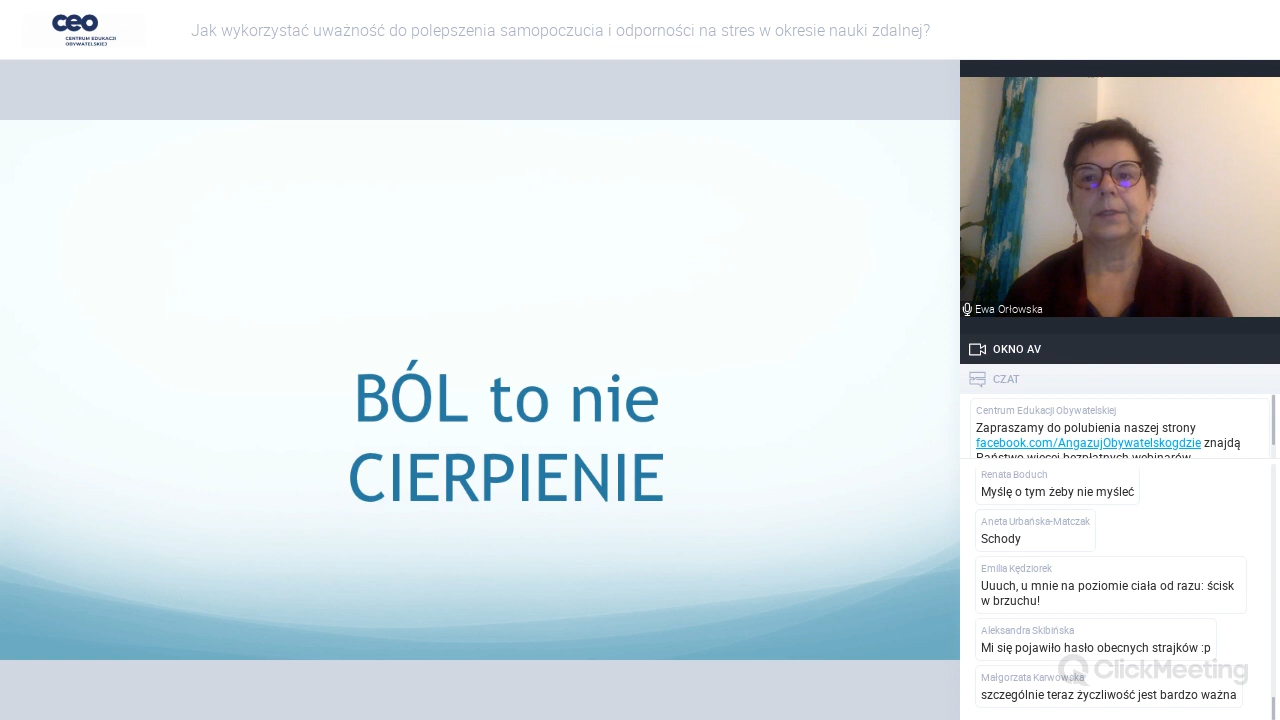 ceo
CENTRUM EDUKACJI
OBYWATELSKIEJ
Jak wykorzystać uważność do polepszenia samopoczucia i odporności na stres w okresie nauki zdalnej?
BÓL to nie
CIERPIENIE
Ewa Orłowska
OKNO AV
CZAT
Centrum Edukacji Obywatelskiej
Zapraszamy do polubienia naszej strony
facebook.com/AngazujObywatelskogdzie znajdą
Państwo więcej bezpłatnych webinarów
Renata Boduch
Myślę o tym żeby nie myśleć
Aneta Urbańska-Matczak
Schody
Emilia Kędziorek
Uuuch, u mnie na poziomie ciała od razu: ścisk
w brzuchu!
Aleksandra Skibińska
Mi się pojawiło hasło obecnych strajków :p
ClickMeeting
Małgorzata Karwowska
szczególnie teraz życzliwość jest bardzo ważna